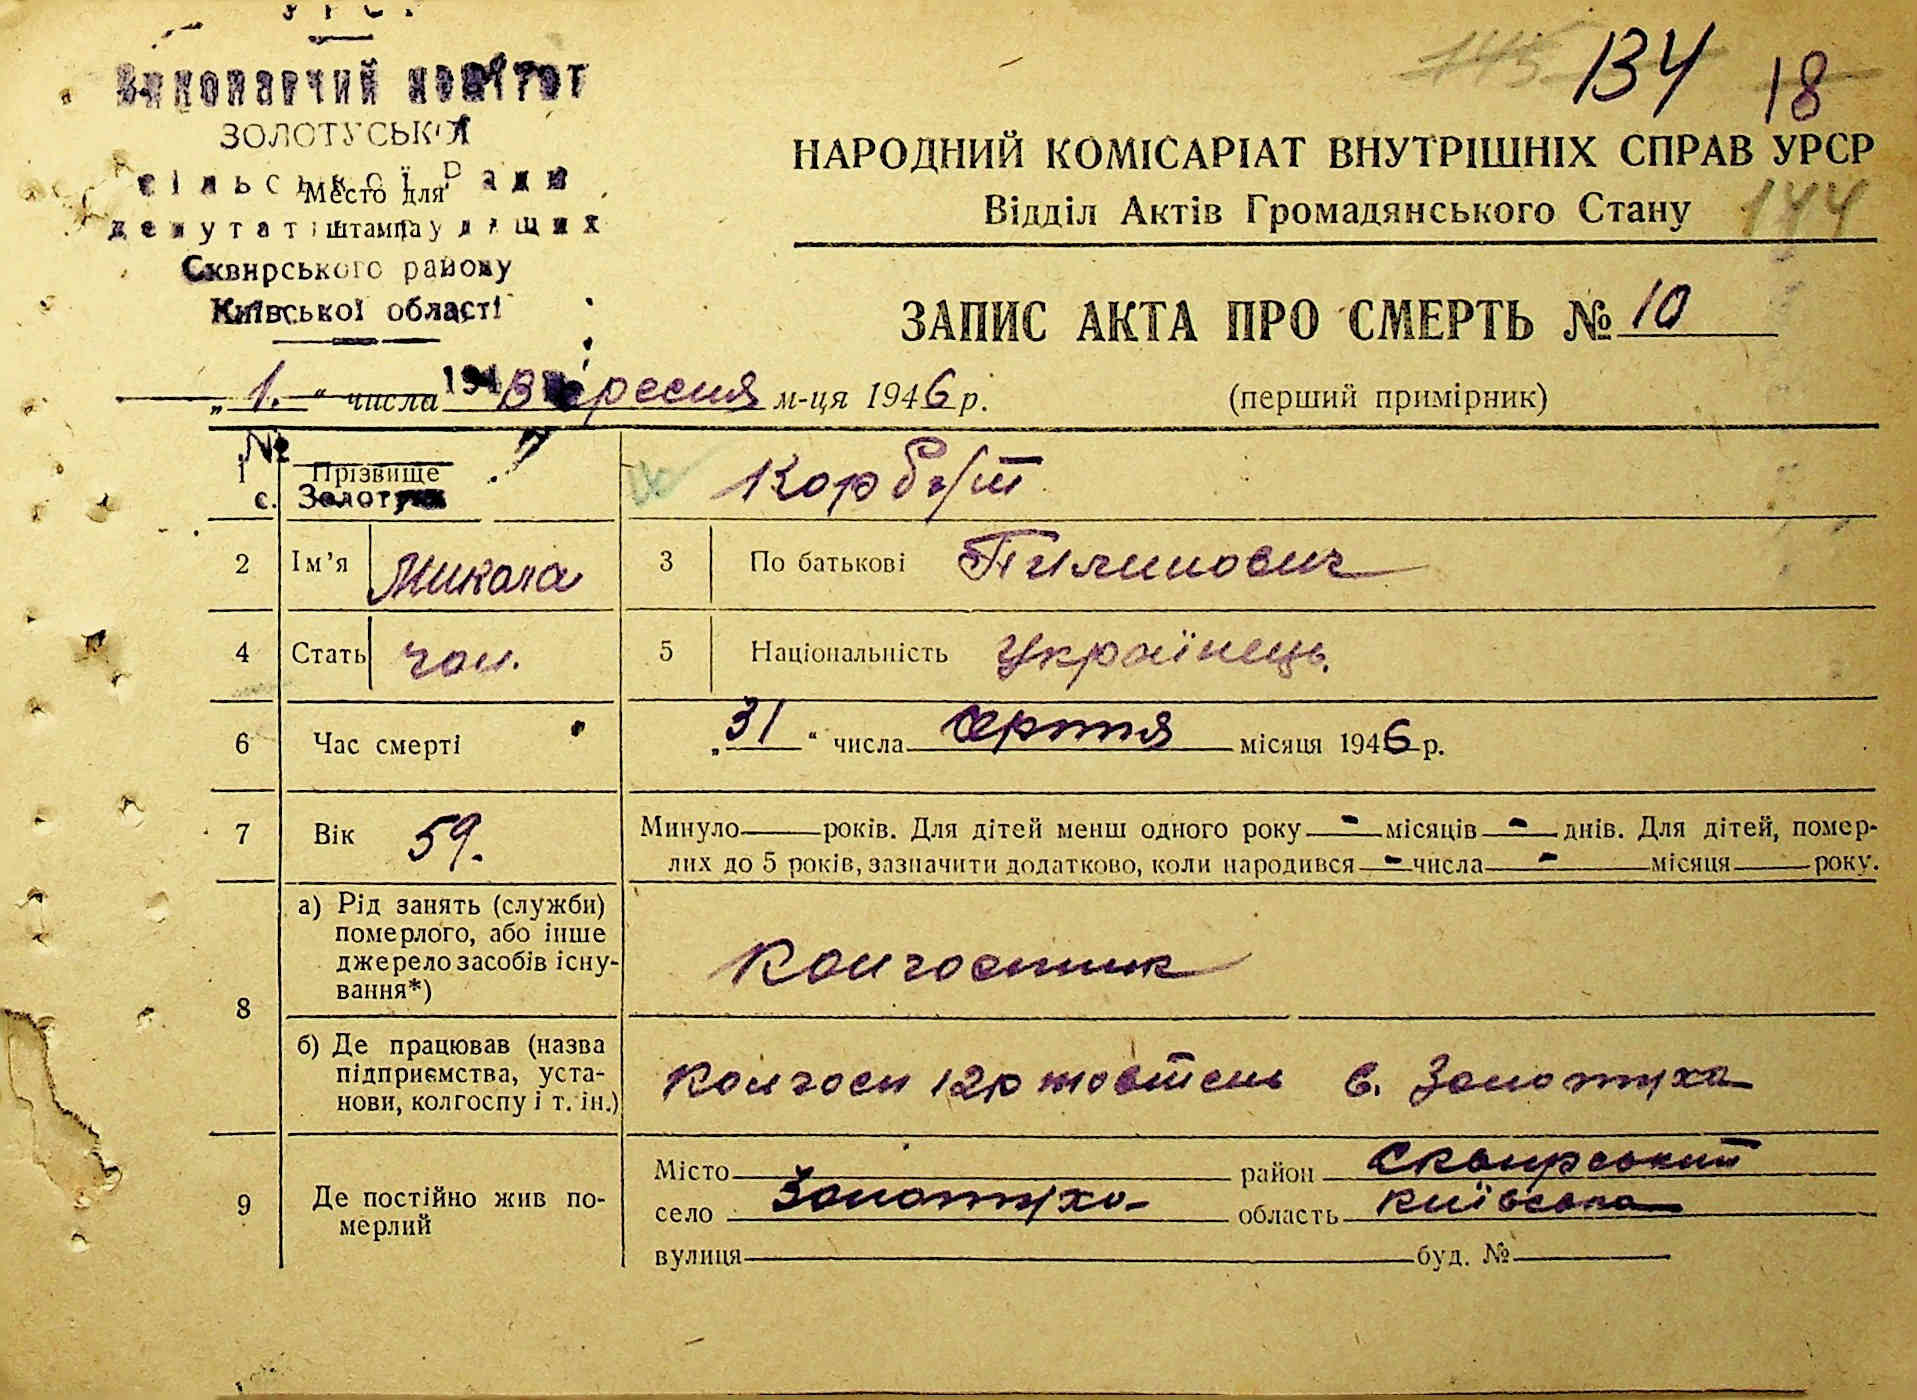 УРСР
Виконавчий комітет
ЗОЛОТУСЬКОЇ
сільської Ради
Место для
депутатів трудящих
штампа
Сквирського району
Київської області
145 134 18
НАРОДНИЙ КОМІСАРІАТ ВНУТРІШНІХ СПРАВ УРСР
Відділ Актів Громадянського Стану 144
ЗАПИС АКТА ПРО СМЕРТЬ № 10
„1." числа 194 Вересня м-ця 1946 р. (перший примірник)
№
1 Прізвище
с. Золотуха
2 Ім’я Микола 3 По батькові Пилипович
4 Стать чол. 5 Національність Українець.
6 Час смерті „31“ числа серпня місяця 1946 р.
7 Вік 59. Минуло — років. Для дітей менш одного року - місяців - днів. Для дітей, помер-
лих до 5 років, зазначити додатково, коли народився - числа - місяця року.
8 а) Рід занять (служби)
померлого, або інше
джерело засобів існу-
вання*)
Колгоспник
б) Де працював (назва
підприємства, уста-
нови, колгоспу і т. ін.)
Колгосп 12р жовтень с. Золотуха
9 Де постійно жив по-
мерлий
Місто район Сквирський
село Золотуха область Київська
вулиця буд. №